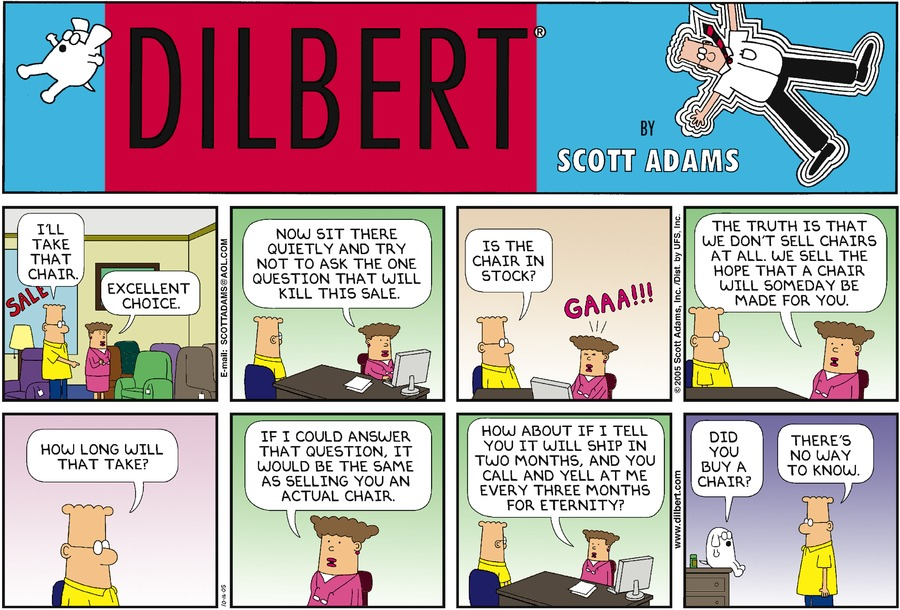 DILBERT®
BY
SCOTT ADAMS
I'LL
TAKE
THAT
CHAIR.
EXCELLENT
CHOICE.
SALE
E-mail: SCOTTADAMS@AOL.COM
NOW SIT THERE
QUIETLY AND TRY
NOT TO ASK THE ONE
QUESTION THAT WILL
KILL THIS SALE.
IS THE
CHAIR IN
STOCK?
GAAA!!!
© 2005 Scott Adams, Inc./Dist. by UFS, Inc.
THE TRUTH IS THAT
WE DON'T SELL CHAIRS
AT ALL. WE SELL THE
HOPE THAT A CHAIR
WILL SOMEDAY BE
MADE FOR YOU.
HOW LONG WILL
THAT TAKE?
10-16-05
IF I COULD ANSWER
THAT QUESTION, IT
WOULD BE THE SAME
AS SELLING YOU AN
ACTUAL CHAIR.
HOW ABOUT IF I TELL
YOU IT WILL SHIP IN
TWO MONTHS, AND YOU
CALL AND YELL AT ME
EVERY THREE MONTHS
FOR ETERNITY?
www.dilbert.com
DID
YOU
BUY A
CHAIR?
THERE'S
NO WAY
TO KNOW.